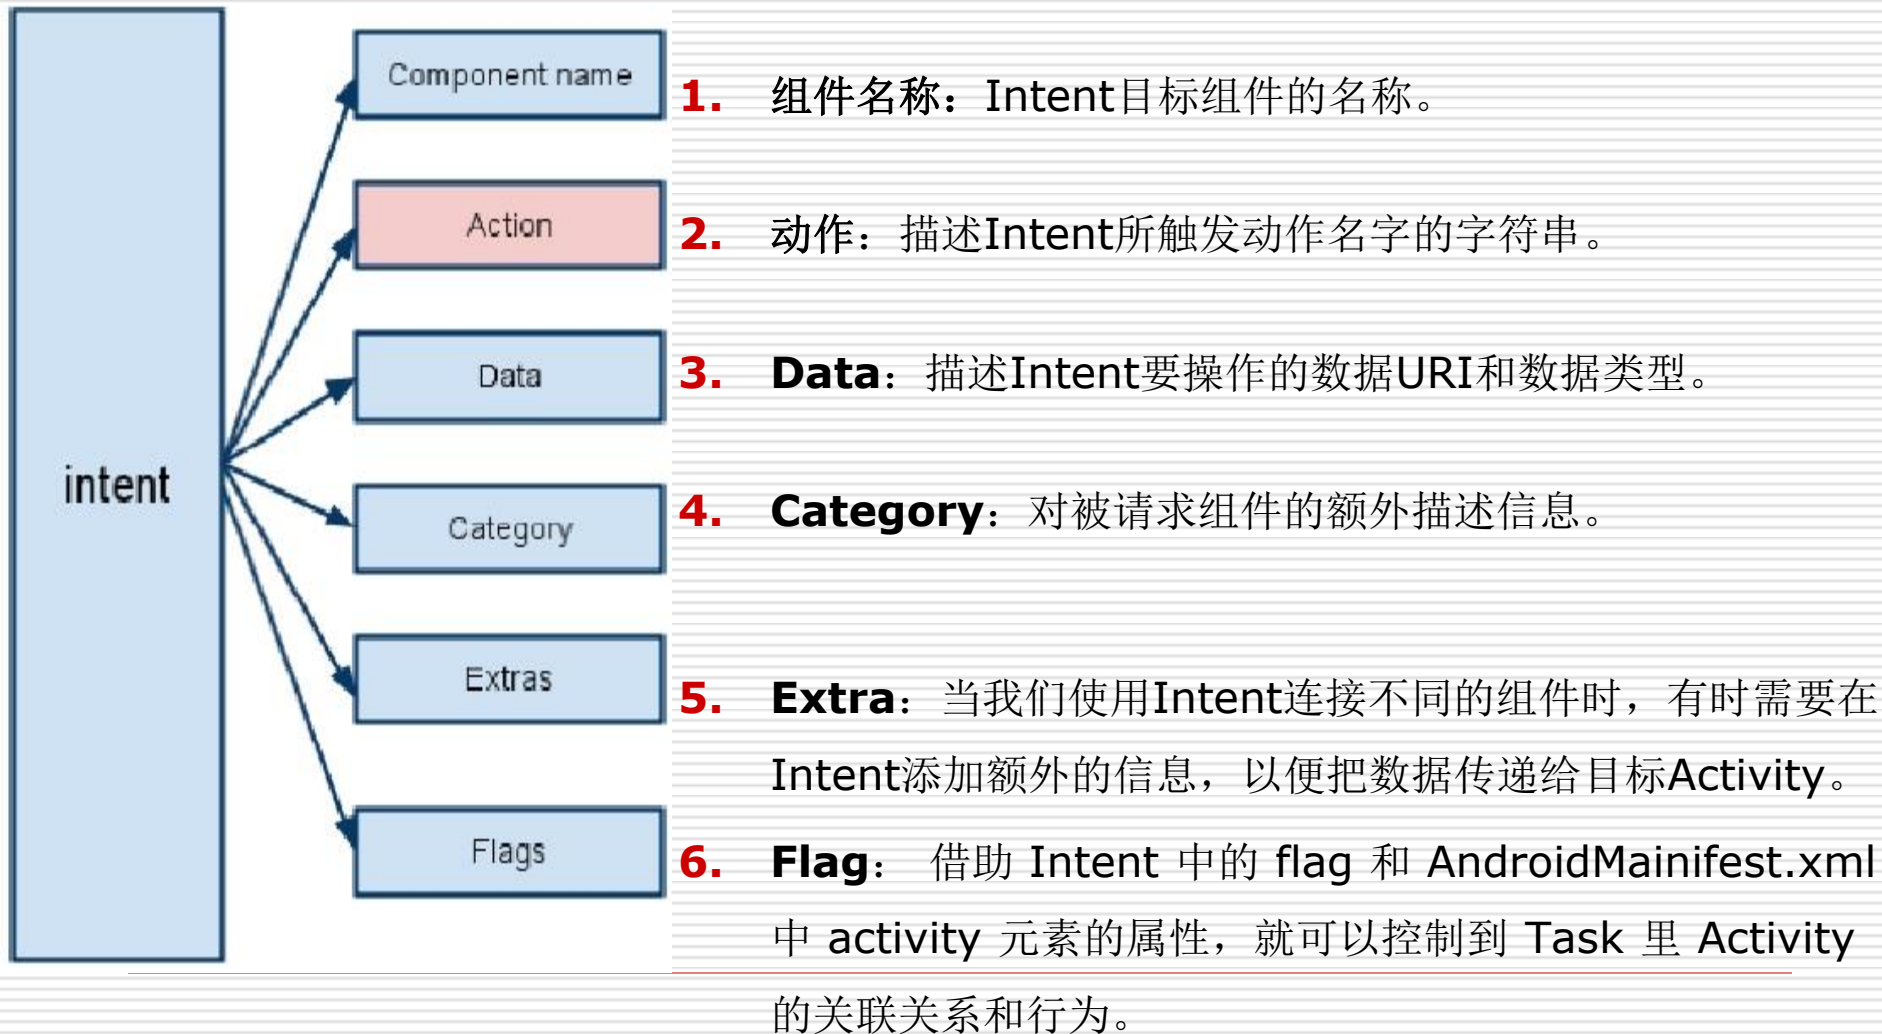 intent
Component name
Action
Data
Category
Extras
Flags
1. 组件名称：Intent目标组件的名称。
2. 动作：描述Intent所触发动作名字的字符串。
3. Data：描述Intent要操作的数据URI和数据类型。
4. Category：对被请求组件的额外描述信息。
5. Extra：当我们使用Intent连接不同的组件时，有时需要在
Intent添加额外的信息，以便把数据传递给目标Activity。
6. Flag： 借助 Intent 中的 flag 和 AndroidMainifest.xml
中 activity 元素的属性，就可以控制到 Task 里 Activity
的关联关系和行为。